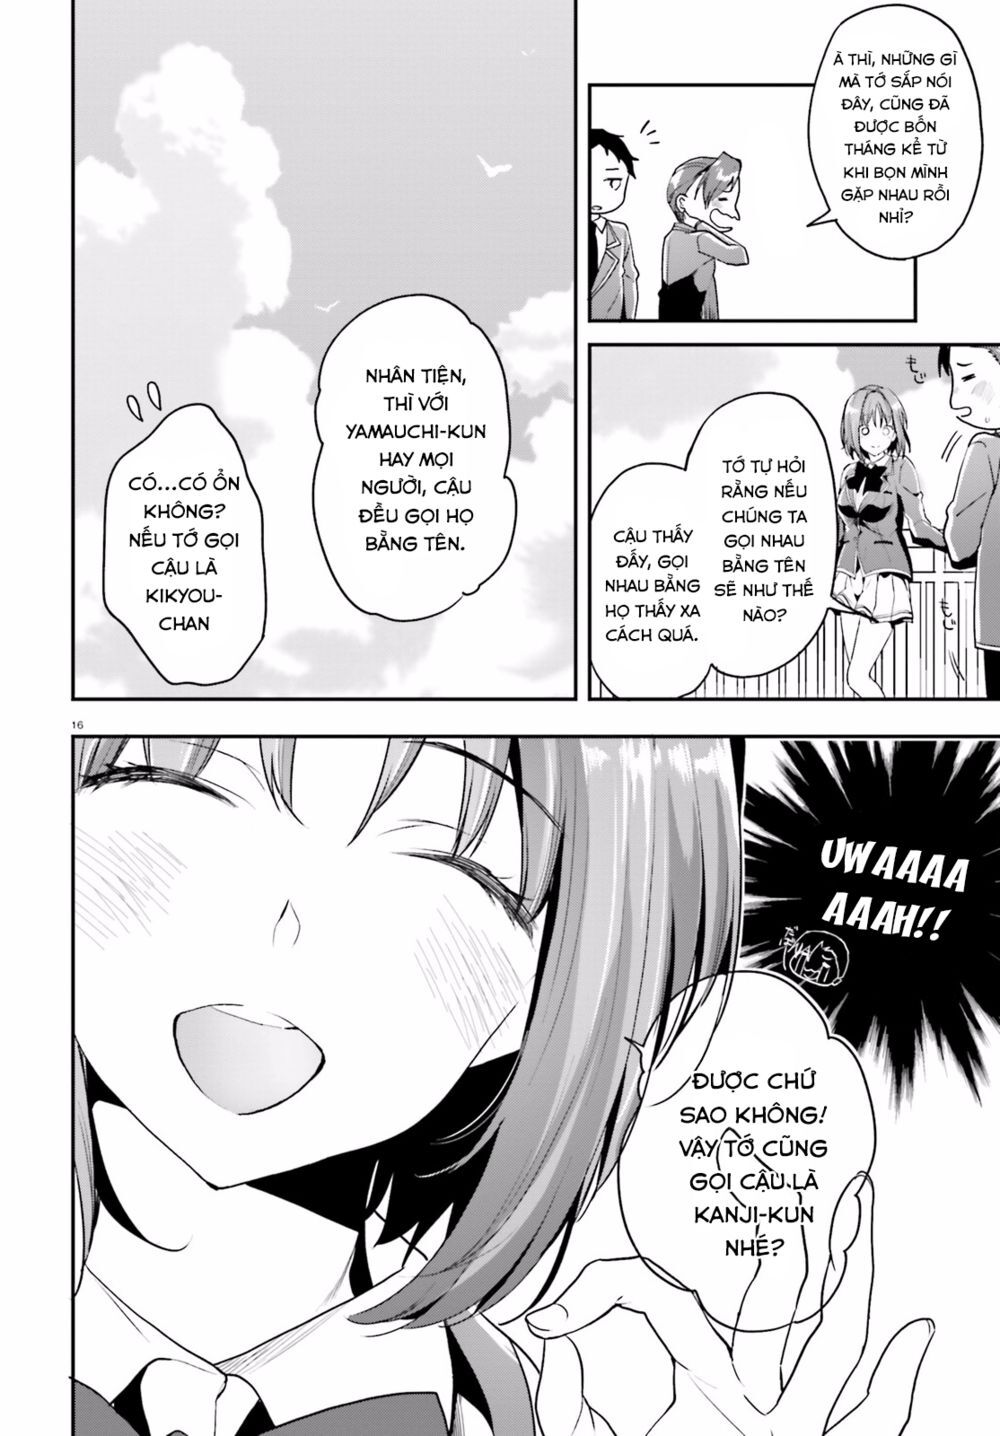 À THÌ, NHỮNG GÌ
MÀ TỚ SẮP NÓI
ĐÂY, CŨNG ĐÃ
ĐƯỢC BỐN
THÁNG KỂ TỪ
KHI BỌN MÌNH
GẶP NHAU RỒI
NHỈ?
もじ
もじ
TỚ TỰ HỎI
RẰNG NẾU
CHÚNG TA
GỌI NHAU
BẰNG TÊN
SẼ NHƯ THẾ
NÀO?
CẬU THẤY
ĐẤY, GỌI
NHAU BẰNG
HỌ THẤY XA
CÁCH QUÁ.
NHÂN TIỆN,
THÌ VỚI
YAMAUCHI-KUN
HAY MỌI
NGƯỜI, CẬU
ĐỀU GỌI HỌ
BẰNG TÊN.
CÓ...CÓ ỔN
KHÔNG?
NẾU TỚ GỌI
CẬU LÀ
KIKYOU-
CHAN
16
UWAAAA
AAAH!!
ĐƯỢC CHỨ
SAO KHÔNG!
VẬY TỚ CŨNG
GỌI CẬU LÀ
KANJI-KUN
NHÉ?